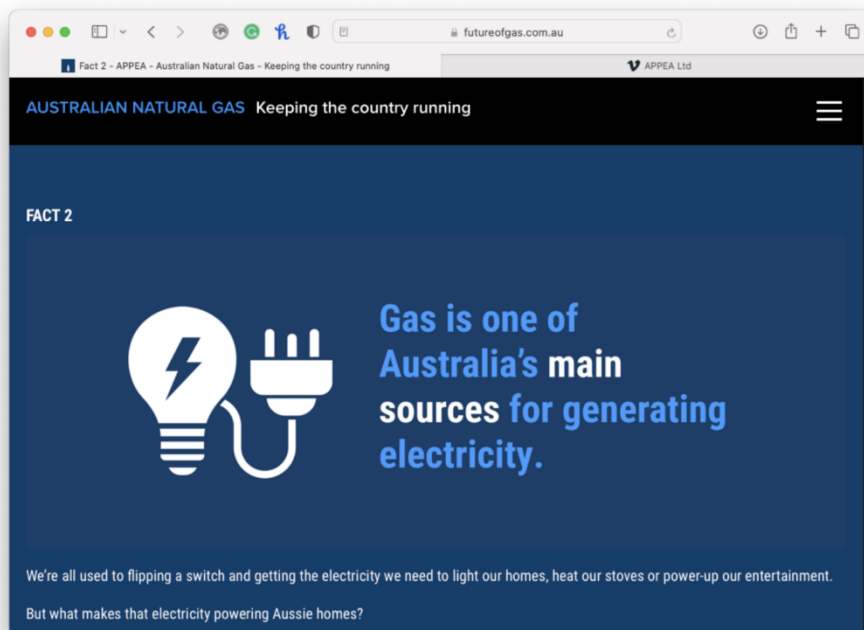 futureofgas.com.au
Fact 2 - APPEA - Australian Natural Gas - Keeping the country running
APPEA Ltd
AUSTRALIAN NATURAL GAS Keeping the country running
FACT 2
Gas is one of
Australia's main
sources for generating
electricity.
We're all used to flipping a switch and getting the electricity we need to light our homes, heat our stoves or power-up our entertainment.
But what makes that electricity powering Aussie homes?